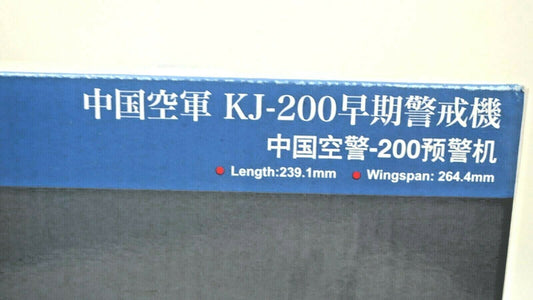 中国空軍 KJ-200早期警戒機
中国空警-200预警机
Length:239.1mm Wingspan: 264.4mm